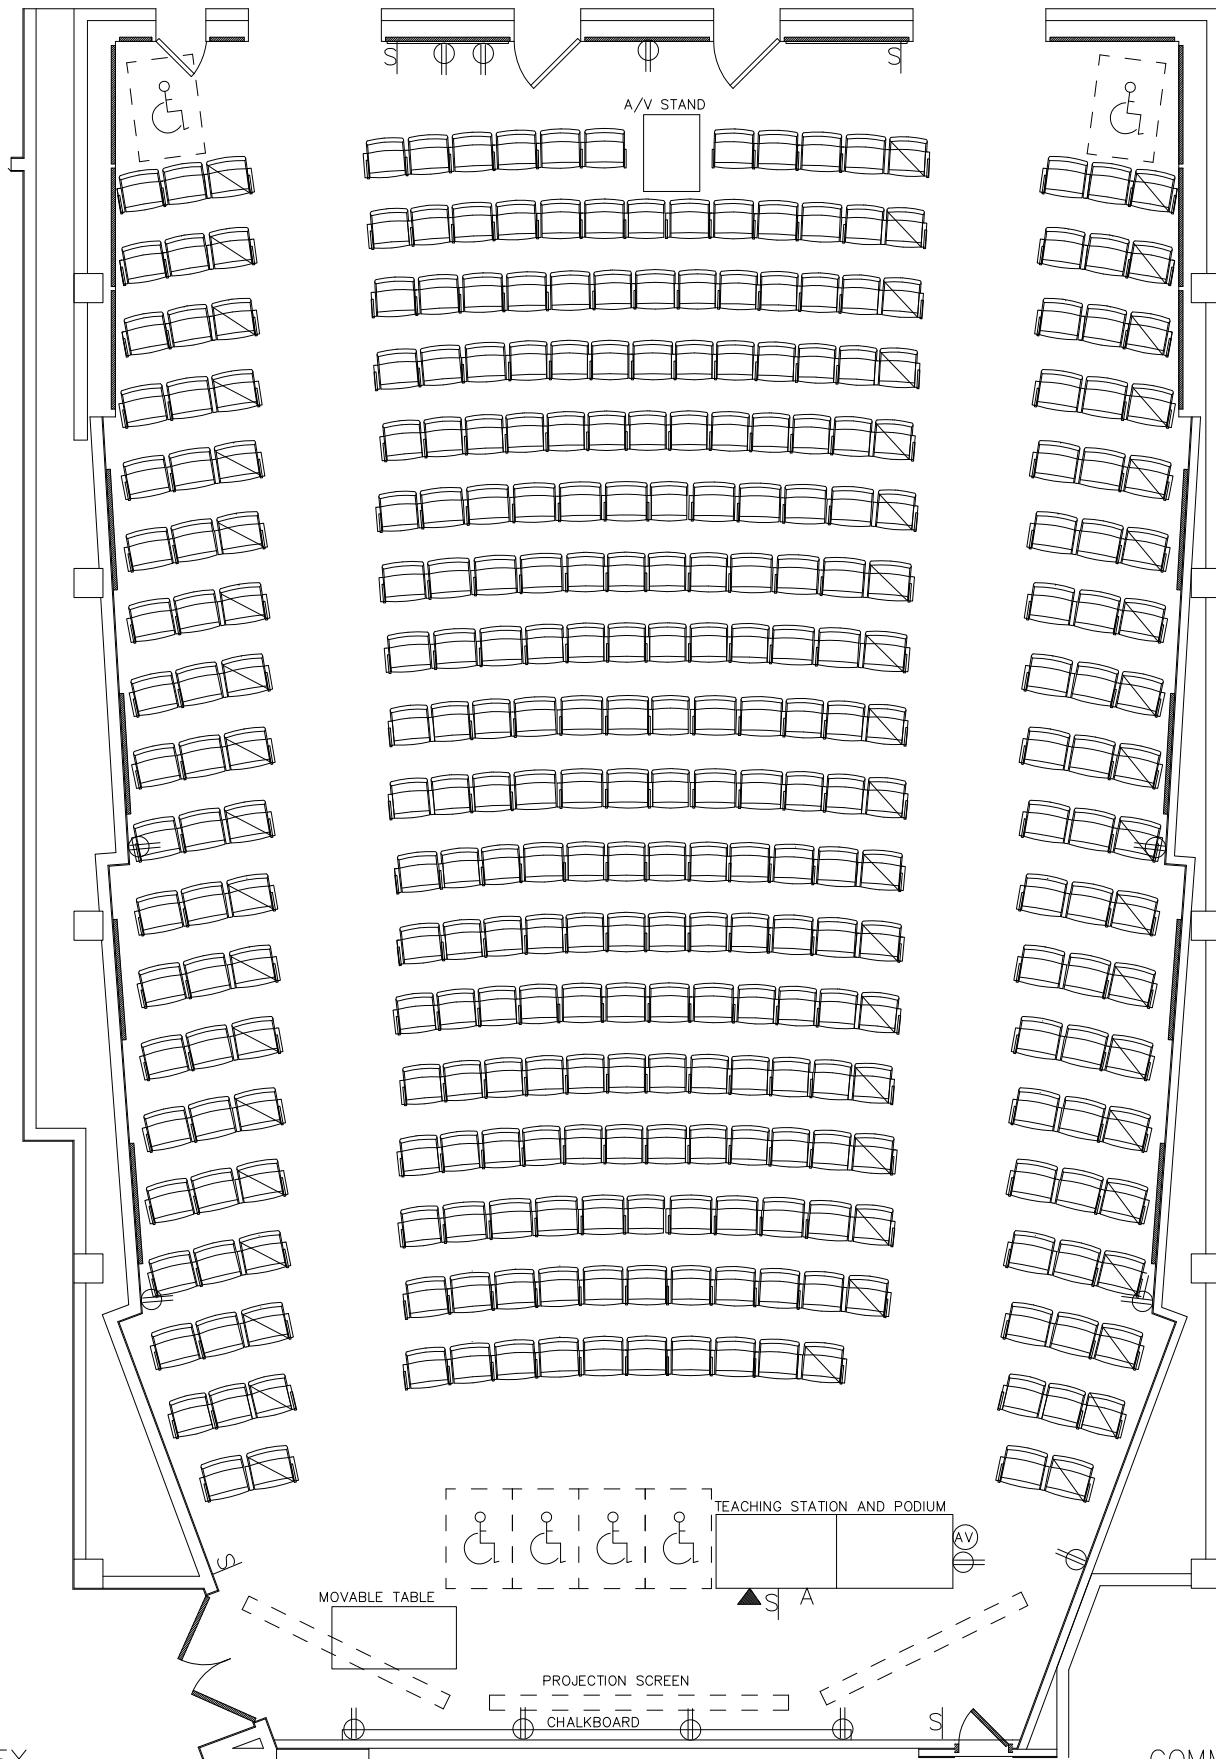 S
S
A/V STAND
TEACHING STATION AND PODIUM
AV
S
MOVABLE TABLE
S
A
PROJECTION SCREEN
CHALKBOARD
S